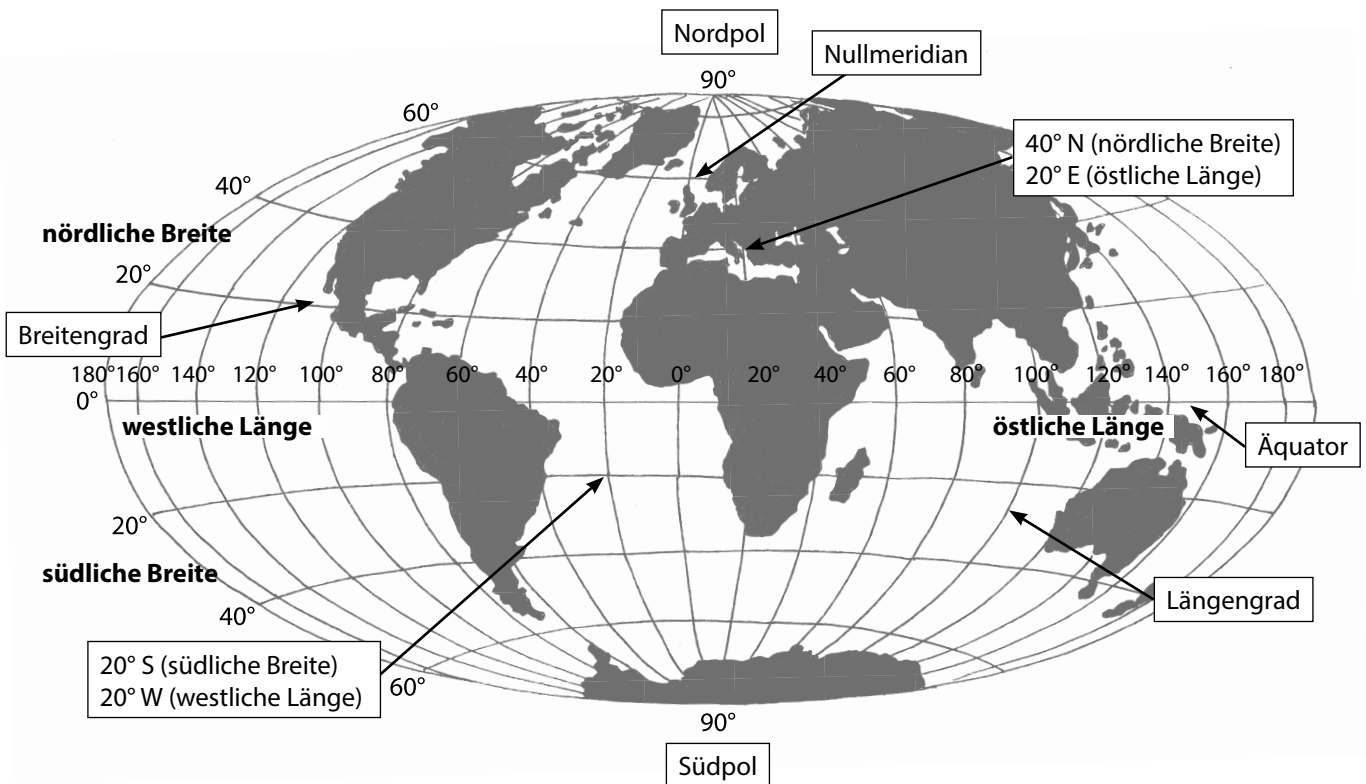 Nordpol
Nullmeridian
90°
60°
40° N (nördliche Breite)
20° E (östliche Länge)
40°
nördliche Breite
20°
Breitengrad
180° 160° 140° 120° 100° 80° 60° 40° 20° 0° 20° 40° 60° 80° 100° 120° 140° 160° 180°
0°
westliche Länge
östliche Länge
Äquator
20°
südliche Breite
40°
Längengrad
20° S (südliche Breite)
20° W (westliche Länge)
60°
90°
Südpol